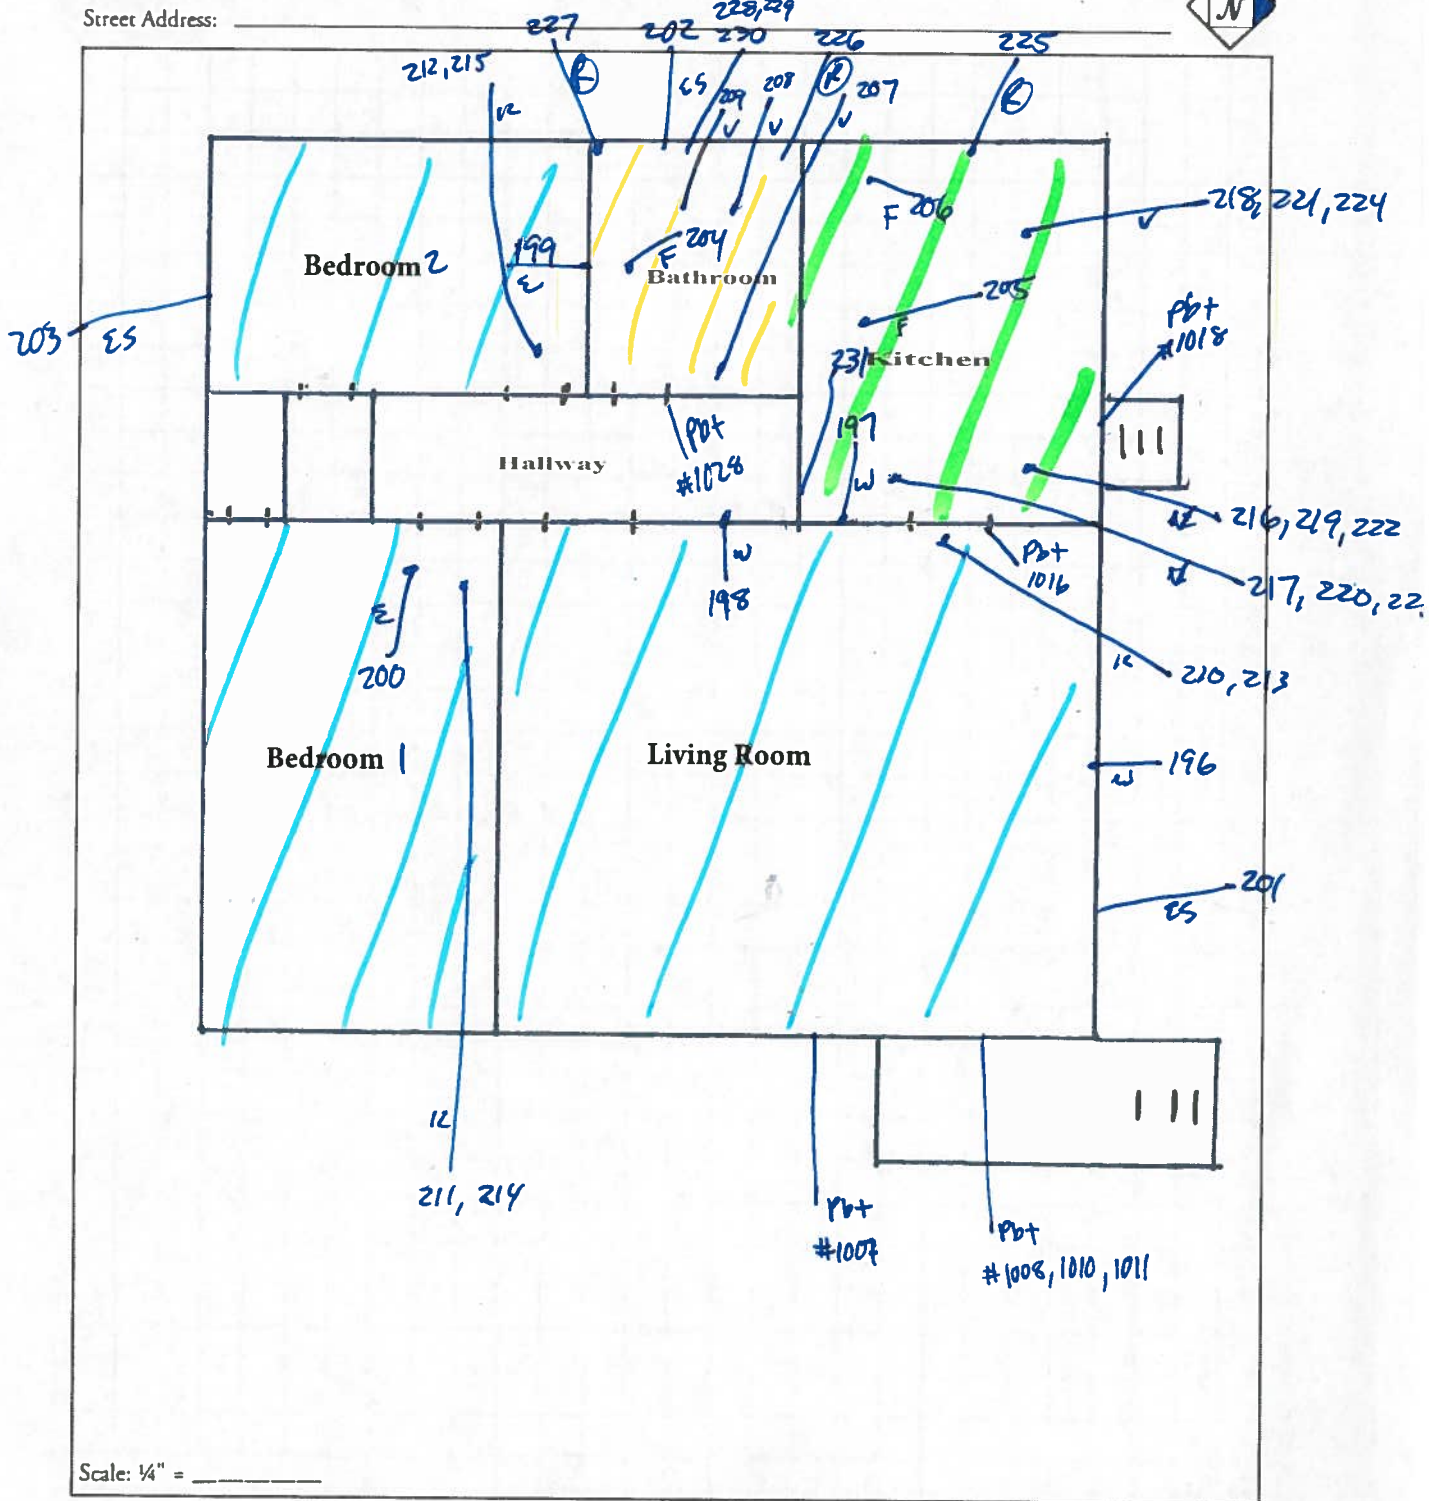 Street Address:
N
228, 229
227 202 230 226 225
212, 215 R R R
ES 209 208 207
R V V V
F 206
218, 221, 224
V
Bedroom 2
199
E
F 204
Bathroom
205
F
203 ES
Pb+
#1018
231 Kitchen
197
W
Pb+
#1028
Hallway
216, 219, 222
217, 220, 22
W
198
Pb+
1016
E
200
R 210, 213
Bedroom 1
Living Room
196
W
201
ES
R
211, 214
Pb+
#1007
Pb+
#1008, 1010, 1011
Scale: ¼" =